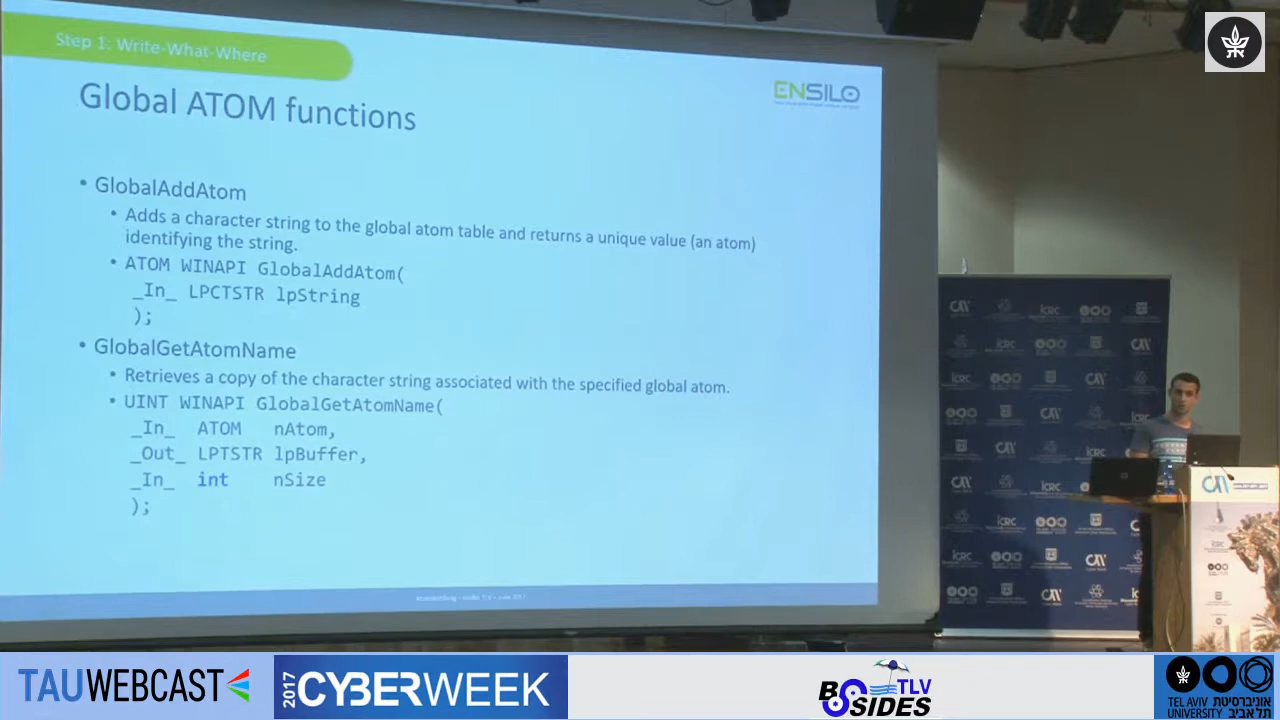 Step 1: Write-What-Where
Global ATOM functions
ENSILO
• GlobalAddAtom
• Adds a character string to the global atom table and returns a unique value (an atom)
identifying the string.
• ATOM WINAPI GlobalAddAtom(
_In_ LPCTSTR lpString
);
• GlobalGetAtomName
• Retrieves a copy of the character string associated with the specified global atom.
• UINT WINAPI GlobalGetAtomName(
_In_ ATOM nAtom,
_Out_ LPTSTR lpBuffer,
_In_ int nSize
);
TAUWEBCAST
2017 CYBERWEEK
BSIDES TLV
TEL AVIV UNIVERSITY
אוניברסיטת תל אביב